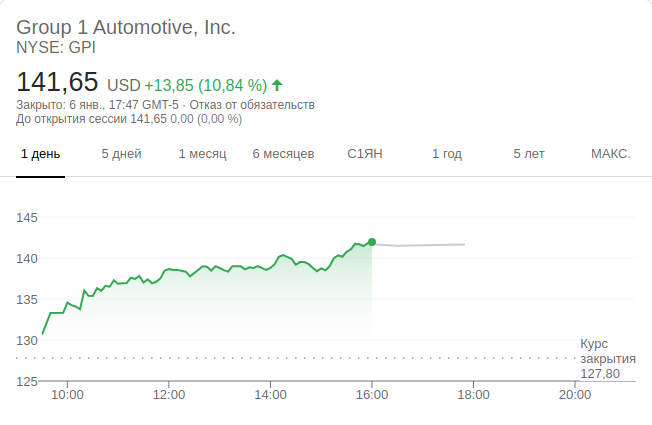 Group 1 Automotive, Inc.
NYSE: GPI
141,65 USD +13,85 (10,84 %)
Закрыто: 6 янв., 17:47 GMT-5 · Отказ от обязательств
До открытия сессии 141,65 0,00 (0,00 %)
1 день 5 дней 1 месяц 6 месяцев С1ЯН 1 год 5 лет МАКС.
145
140
135
130
Курс
закрытия
127,80
125
10:00 12:00 14:00 16:00 18:00 20:00